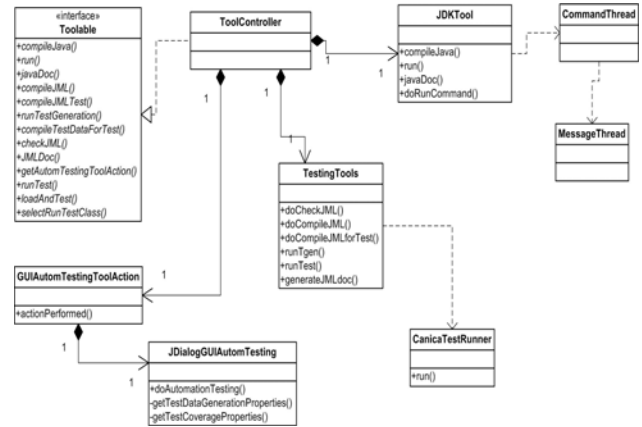 «interface»
Toolable
+compileJava()
+run()
+javaDoc()
+compileJML()
+compileJMLTest()
+runTestGeneration()
+compileTestDataForTest()
+checkJML()
+JMLDoc()
+getAutomTestingToolAction()
+runTest()
+loadAndTest()
+selectRunTestClass()
ToolController
1
1
1
1
JDKTool
+compileJava()
+run()
+javaDoc()
+doRunCommand()
CommandThread
MessageThread
1
TestingTools
+doCheckJML()
+doCompileJML()
+doCompileJMLforTest()
+runTgen()
+runTest()
+generateJMLdoc()
1
GUIAutomTestingToolAction
+actionPerformed()
1
1
JDialogGUIAutomTesting
+doAutomationTesting()
-getTestDataGenerationProperties()
-getTestCoverageProperties()
CanicaTestRunner
+run()